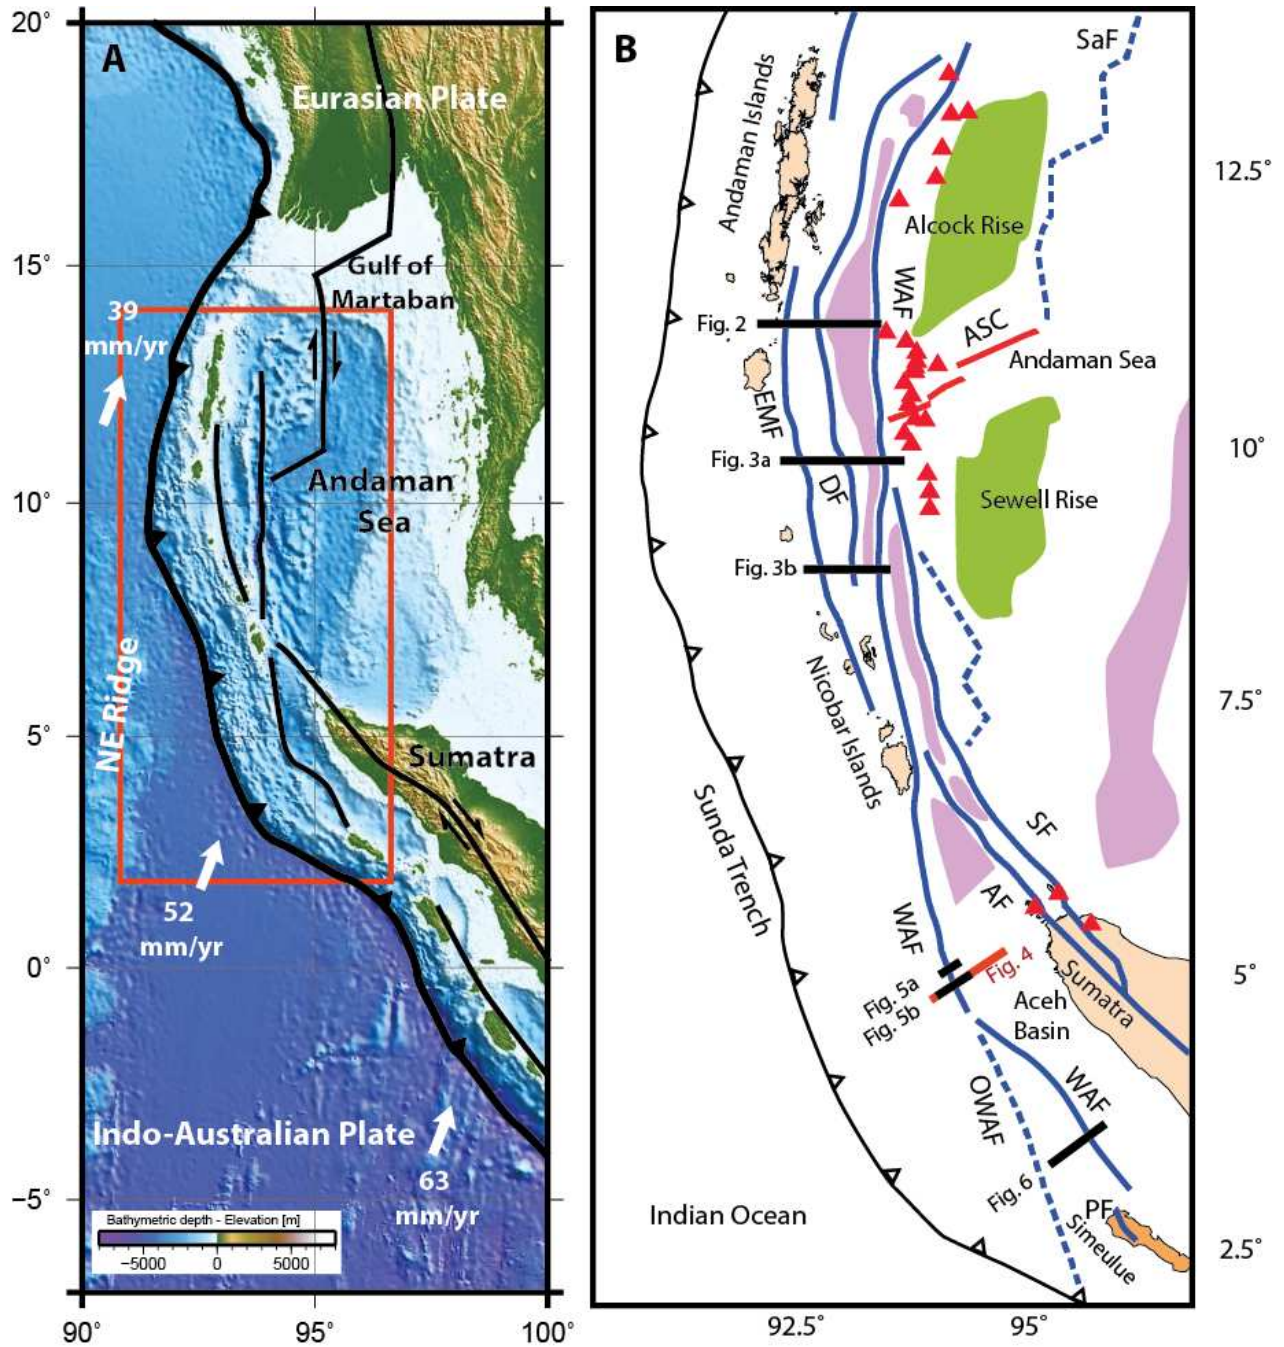 20°
A
Eurasian Plate
15°
Gulf of
Martaban
39
mm/yr
Andaman
Sea
10°
NE Ridge
5°
Sumatra
52
mm/yr
0°
Indo-Australian Plate
63
mm/yr
−5°
Bathymetric depth - Elevation [m]
−5000 0 5000
90° 95° 100°
B
SaF
Andaman Islands
12.5°
Alcock Rise
WAF
Fig. 2
ASC
Andaman Sea
EMF
10°
Fig. 3a
DF
Sewell Rise
Fig. 3b
Nicobar Islands
7.5°
Sunda Trench
SF
AF
WAF
Fig. 4
5°
Fig. 5a
Fig. 5b
Sumatra
Aceh
Basin
WAF
OWAF
Fig. 6
PF
Simeulue
Indian Ocean
2.5°
92.5° 95°